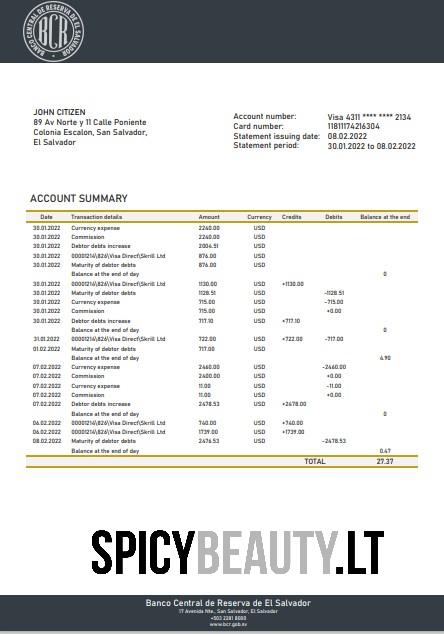 BANCO CENTRAL DE RESERVA DE EL SALVADOR
BCR
JOHN CITIZEN
89 Av Norte y 11 Calle Poniente
Colonia Escalon, San Salvador,
El Salvador
Account number: Visa 4311 **** **** 2134
Card number: 11811174216304
Statement issuing date: 08.02.2022
Statement period: 30.01.2022 to 08.02.2022
ACCOUNT SUMMARY
Date Transaction details Amount Currency Credits Debits Balance at the end
30.01.2022 Currency expense 2240.00 USD
30.01.2022 Commission 2240.00 USD
30.01.2022 Debtor debts increase 2004.51 USD
30.01.2022 00001214\826\Visa Direct\Skrill Ltd 876.00 USD
30.01.2022 Maturity of debtor debts 876.00 USD
Balance at the end of day 0
30.01.2022 00001214\826\Visa Direct\Skrill Ltd 1130.00 USD +1130.00
30.01.2022 Maturity of debtor debts 1128.51 USD -1128.51
30.01.2022 Currency expense 715.00 USD -715.00
30.01.2022 Commission 715.00 USD +0.00
30.01.2022 Debtor debts increase 717.10 USD +717.10
Balance at the end of day 0
31.01.2022 00001214\826\Visa Direct\Skrill Ltd 722.00 USD +722.00 -717.00
01.02.2022 Maturity of debtor debts 717.00 USD
Balance at the end of day 4.90
07.02.2022 Currency expense 2460.00 USD -2460.00
07.02.2022 Commission 2400.00 USD +0.00
07.02.2022 Currency expense 11.00 USD -11.00
07.02.2022 Commission 11.00 USD +0.00
07.02.2022 Debtor debts increase 2478.53 USD +2478.00
Balance at the end of day 0
06.02.2022 00001214\826\Visa Direct\Skrill Ltd 740.00 USD +740.00
06.02.2022 00001214\826\Visa Direct\Skrill Ltd 1739.00 USD +1739.00
08.02.2022 Maturity of debtor debts 2476.53 USD -2478.53
Balance at the end of day 0.47
TOTAL 27.37
SPICYBEAUTY.LT
Banco Central de Reserva de El Salvador
17 Avenida Nte., San Salvador, El Salvador
+503 2281 8000
www.bcr.gob.sv